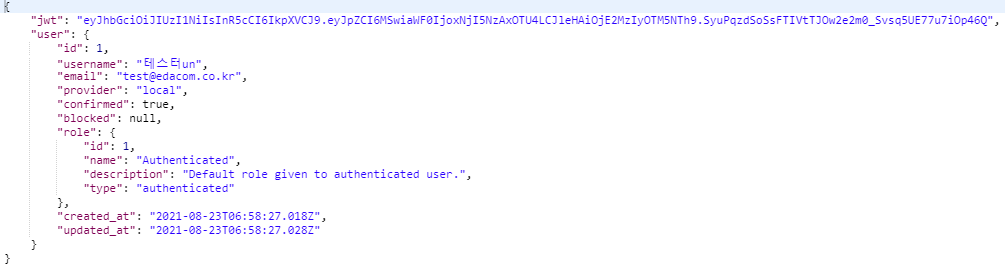 {
"jwt": "eyJhbGciOiJIUzI1NiIsInR5cCI6IkpXVCJ9.eyJpZCI6MSwiaWF0IjoxNjI5NzAxOTU4LCJleHAiOjE2MzIyOTM5NTh9.SyuPqzdSoSsFTIVtTJOw2e2m0_Svsq5UE77u7iOp46Q",
"user": {
"id": 1,
"username": "테스터un",
"email": "test@edacom.co.kr",
"provider": "local",
"confirmed": true,
"blocked": null,
"role": {
"id": 1,
"name": "Authenticated",
"description": "Default role given to authenticated user.",
"type": "authenticated"
},
"created_at": "2021-08-23T06:58:27.018Z",
"updated_at": "2021-08-23T06:58:27.028Z"
}
}